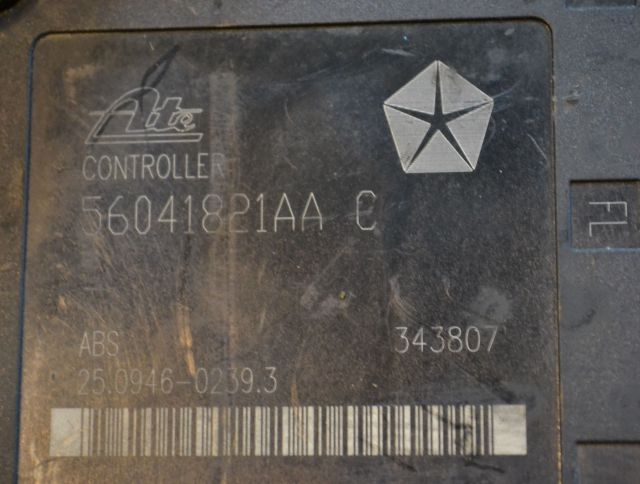 Ate
CONTROLLER
56041821AA C
ABS 343807
25.0946-0239.3
FL